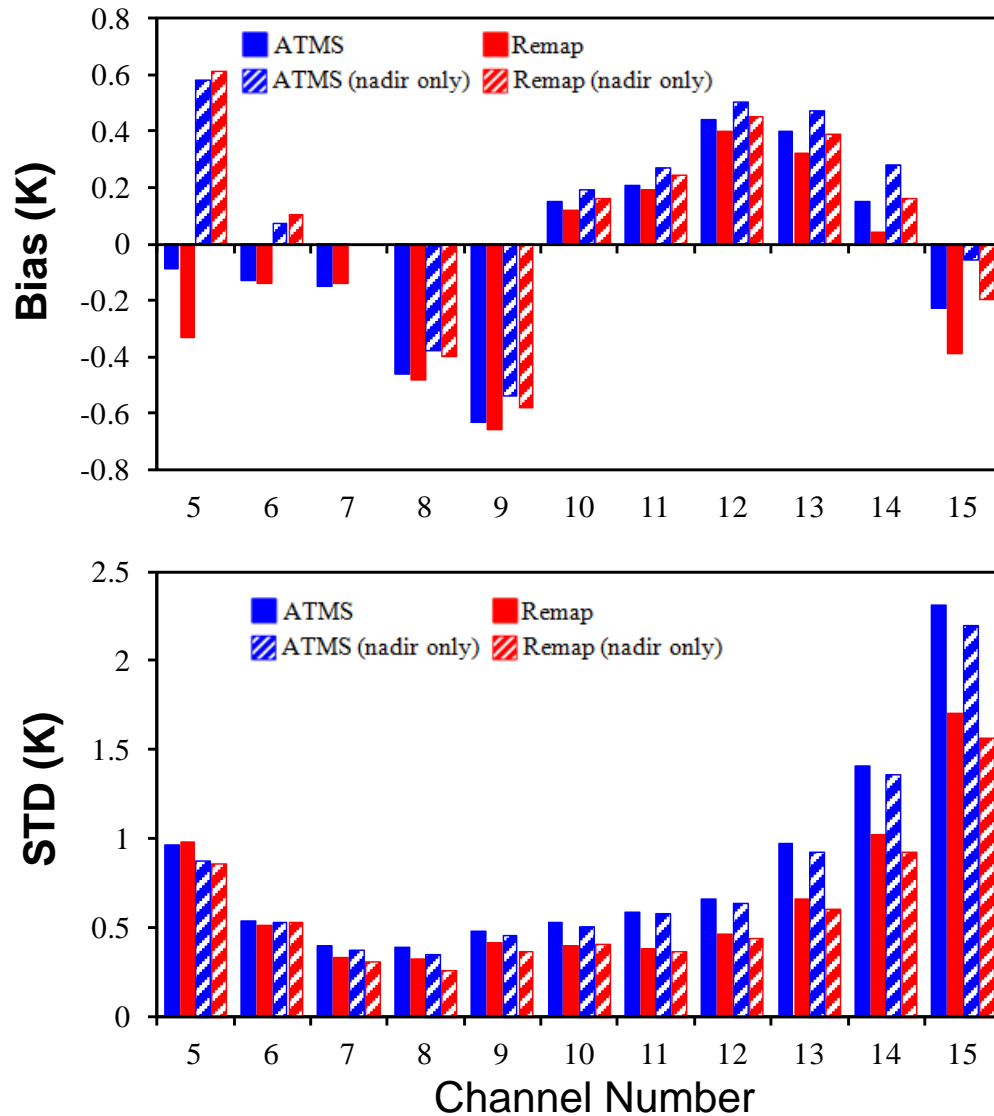 Bias (K)
0.8
0.6
0.4
0.2
0
-0.2
-0.4
-0.6
-0.8
ATMS
Remap
ATMS (nadir only)
Remap (nadir only)
5 6 7 8 9 10 11 12 13 14 15
STD (K)
2.5
2
1.5
1
0.5
0
ATMS
Remap
ATMS (nadir only)
Remap (nadir only)
5 6 7 8 9 10 11 12 13 14 15
Channel Number